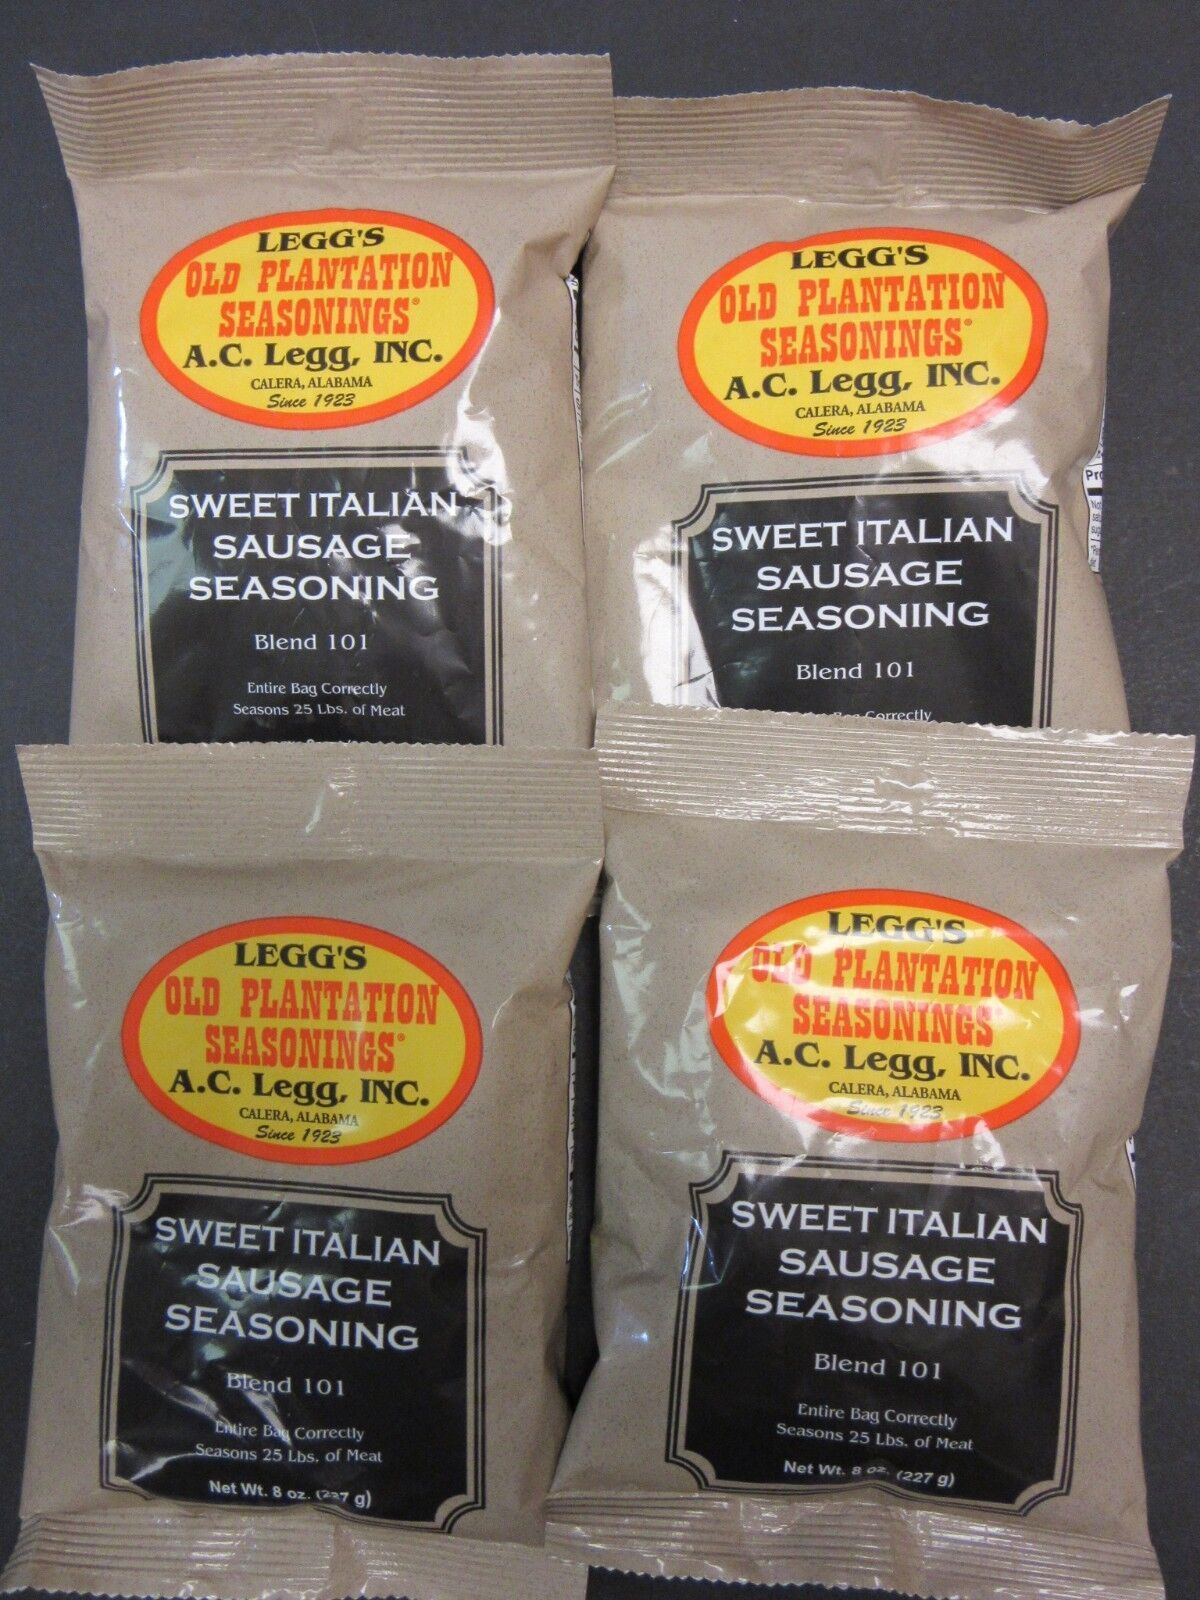 LEGG'S
OLD PLANTATION
SEASONINGS®
A.C. Legg, INC.
CALERA, ALABAMA
Since 1923
SWEET ITALIAN
SAUSAGE
SEASONING
Blend 101
Entire Bag Correctly
Seasons 25 Lbs. of Meat
LEGG'S
OLD PLANTATION
SEASONINGS®
A.C. Legg, INC.
CALERA, ALABAMA
Since 1923
SWEET ITALIAN
SAUSAGE
SEASONING
Blend 101
Bag Correctly
Pro
LEGG'S
OLD PLANTATION
SEASONINGS®
A.C. Legg, INC.
CALERA, ALABAMA
Since 1923
SWEET ITALIAN
SAUSAGE
SEASONING
Blend 101
Entire Bag Correctly
Seasons 25 Lbs. of Meat
Net Wt. 8 oz. (227 g)
LEGG'S
OLD PLANTATION
SEASONINGS®
A.C. Legg, INC.
CALERA, ALABAMA
Since 1923
SWEET ITALIAN
SAUSAGE
SEASONING
Blend 101
Entire Bag Correctly
Seasons 25 Lbs. of Meat
Net Wt. 8 oz. (227 g)